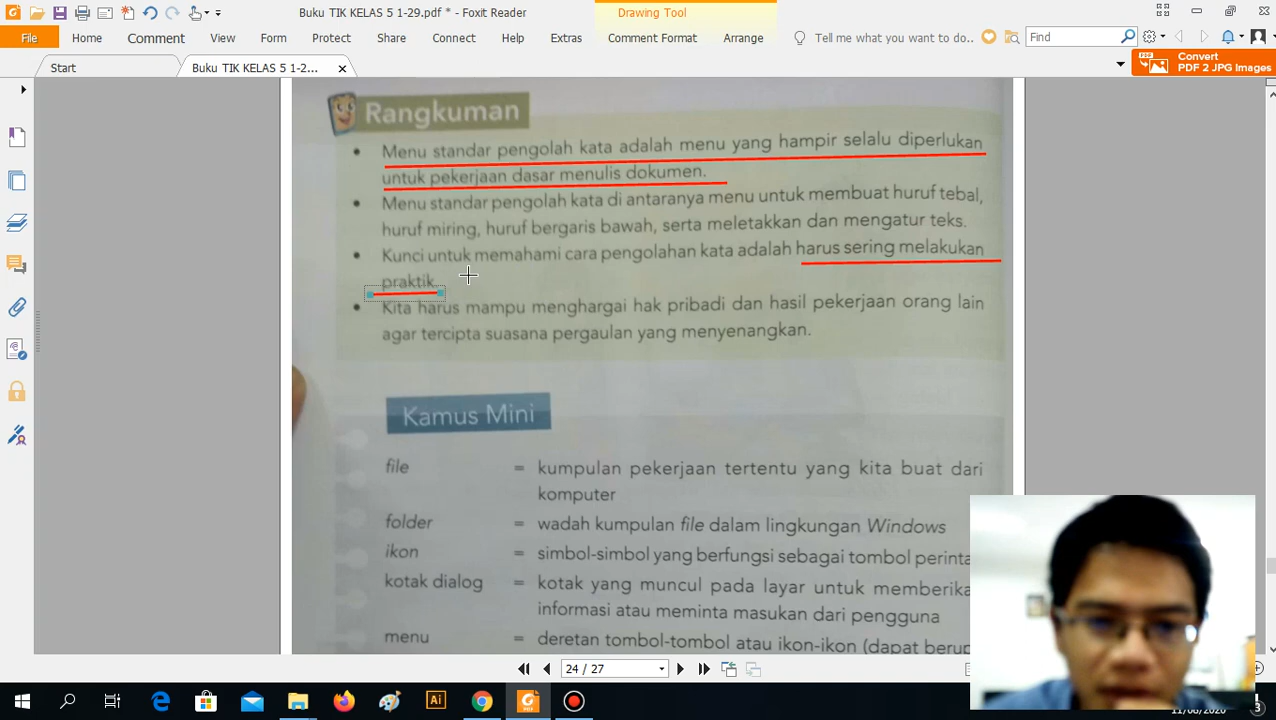 Buku TIK KELAS 5 1-29.pdf * - Foxit Reader
Drawing Tool
File Home Comment View Form Protect Share Connect Help Extras Comment Format Arrange Tell me what you want to do.. Find
Start Buku TIK KELAS 5 1-2...
Convert
PDF 2 JPG Images
Rangkuman
• Menu standar pengolah kata adalah menu yang hampir selalu diperlukan
untuk pekerjaan dasar menulis dokumen.
• Menu standar pengolah kata di antaranya menu untuk membuat huruf tebal,
huruf miring, huruf bergaris bawah, serta meletakkan dan mengatur teks.
• Kunci untuk memahami cara pengolahan kata adalah harus sering melakukan
praktik.
• Kita harus mampu menghargai hak pribadi dan hasil pekerjaan orang lain
agar tercipta suasana pergaulan yang menyenangkan.
Kamus Mini
file = kumpulan pekerjaan tertentu yang kita buat dari
komputer
folder = wadah kumpulan file dalam lingkungan Windows
ikon = simbol-simbol yang berfungsi sebagai tombol perinta
kotak dialog = kotak yang muncul pada layar untuk memberika
informasi atau meminta masukan dari pengguna
menu = deretan tombol-tombol atau ikon-ikon (dapat berup
24 / 27
Ai